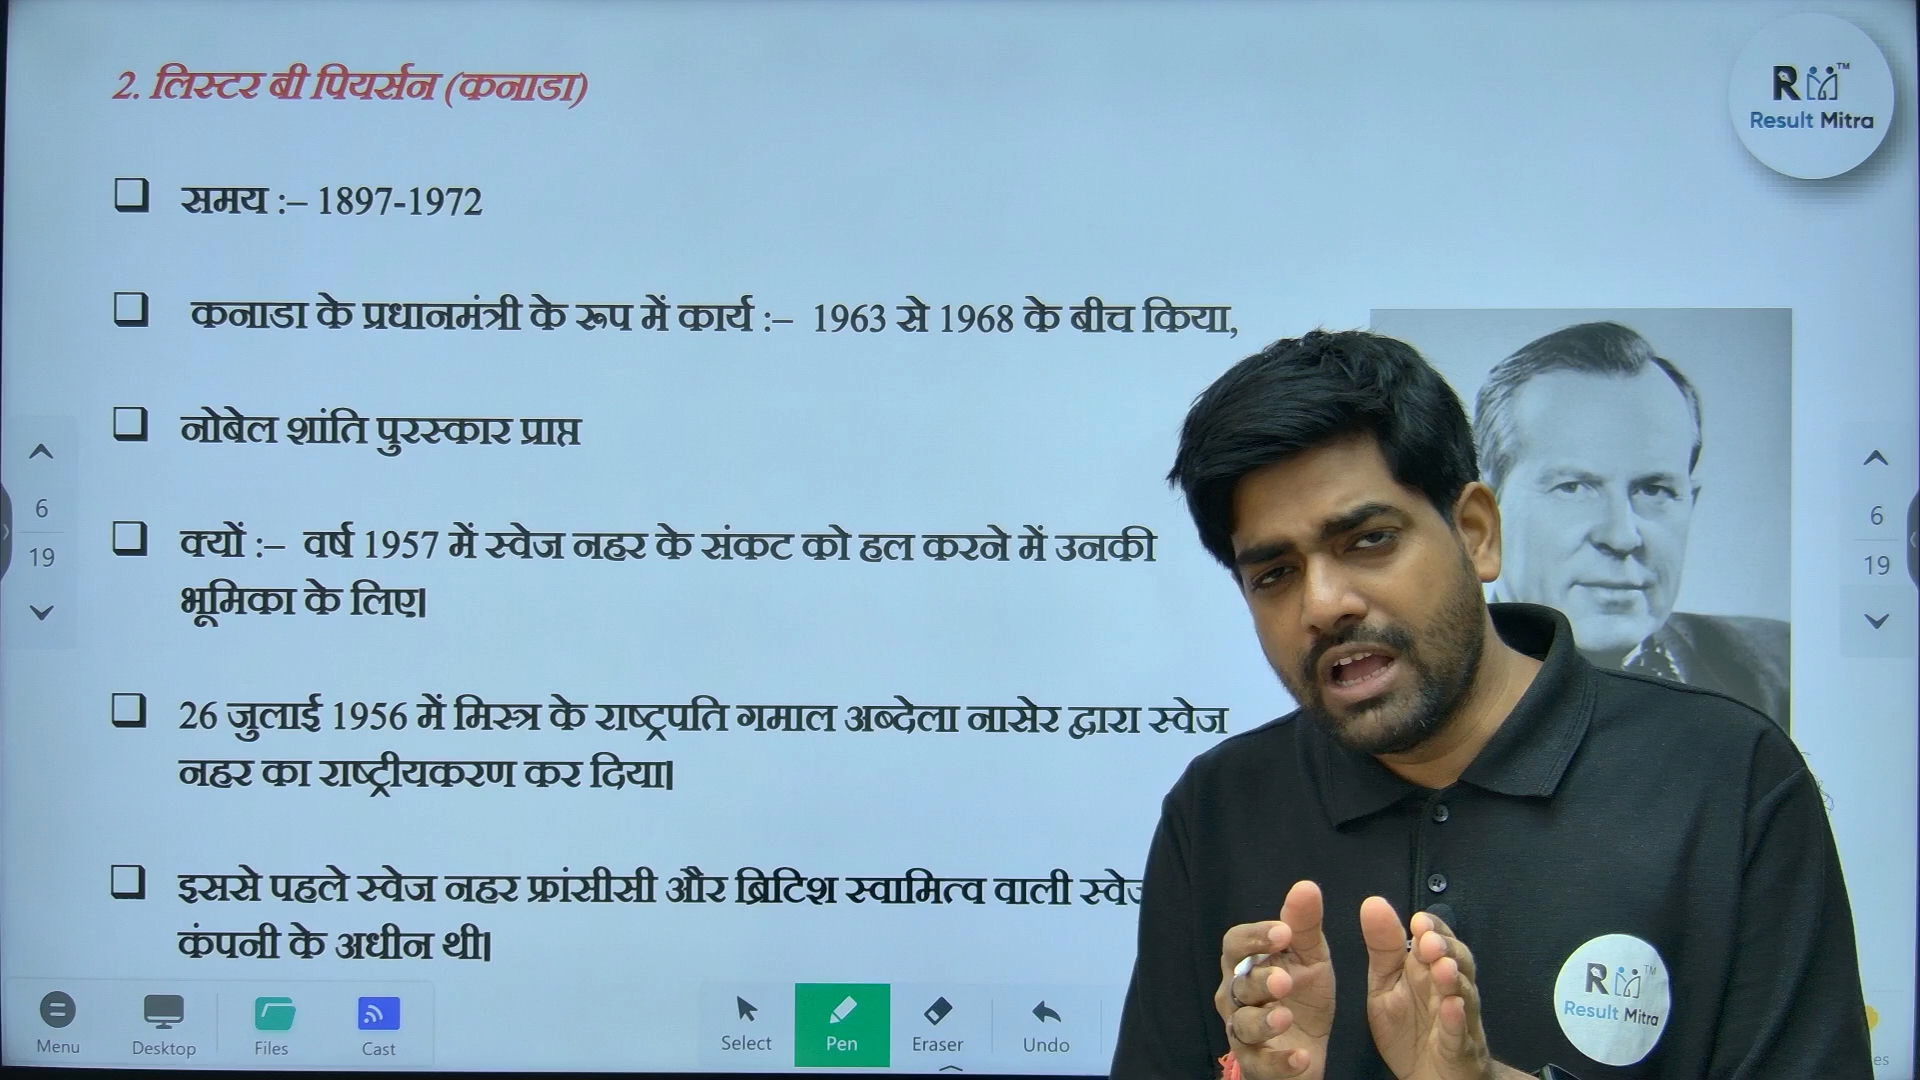 2. लिस्टर बी पियर्सन (कनाडा)
RM™
Result Mitra
❑ समय :– 1897-1972
❑ कनाडा के प्रधानमंत्री के रूप में कार्य :– 1963 से 1968 के बीच किया,
❑ नोबेल शांति पुरस्कार प्राप्त
❑ क्यों :– वर्ष 1957 में स्वेज नहर के संकट को हल करने में उनकी
भूमिका के लिए।
❑ 26 जुलाई 1956 में मिस्त्र के राष्ट्रपति गमाल अब्देला नासेर द्वारा स्वेज
नहर का राष्ट्रीयकरण कर दिया।
❑ इससे पहले स्वेज नहर फ्रांसीसी और ब्रिटिश स्वामित्व वाली स्वेज
कंपनी के अधीन थी।
6
19
6
19
Menu
Desktop
Files
Cast
Select
Pen
Eraser
Undo
RM™
Result Mitra